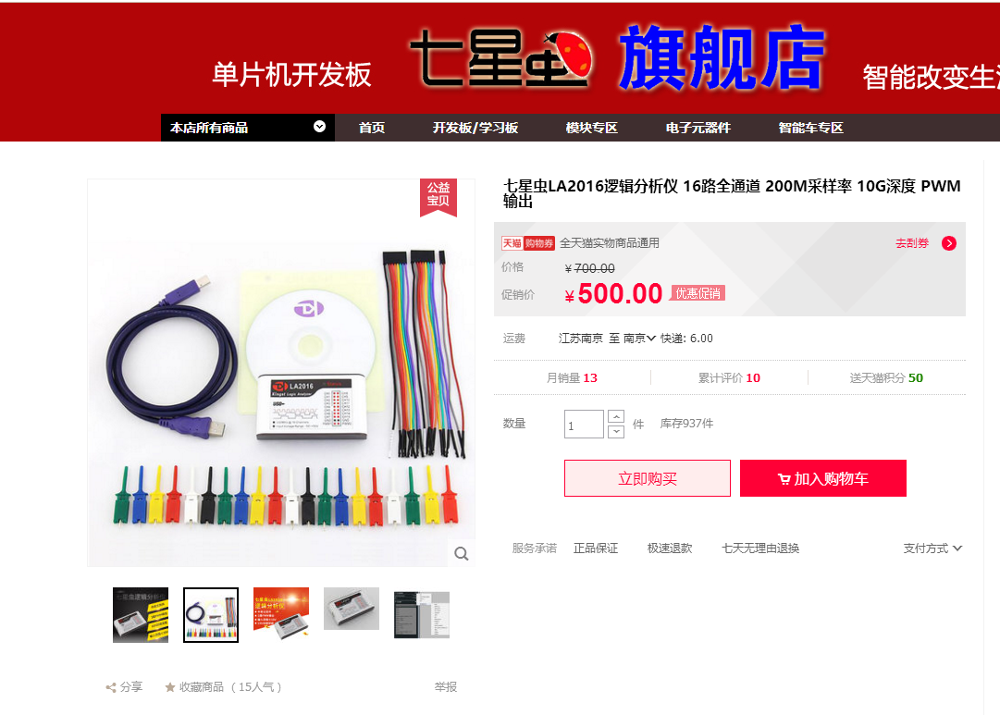 单片机开发板
七星虫
旗舰店
智能改变生
本店所有商品
首页
开发板/学习板
模块专区
电子元器件
智能车专区
公益
宝贝
七星虫LA2016逻辑分析仪 16路全通道 200M采样率 10G深度 PWM
输出
天猫 购物券 全天猫实物商品通用
去刮券
价格
¥ 700.00
促销价
¥ 500.00 优惠促销
运费
江苏南京 至 南京 快递: 6.00
月销量 13
累计评价 10
送天猫积分 50
数量
1
件
库存937件
立即购买
加入购物车
服务承诺
正品保证
极速退款
七天无理由退换
支付方式
LA2016
Kingst Logic Analyzer
分享
收藏商品 ( 15人气 )
举报